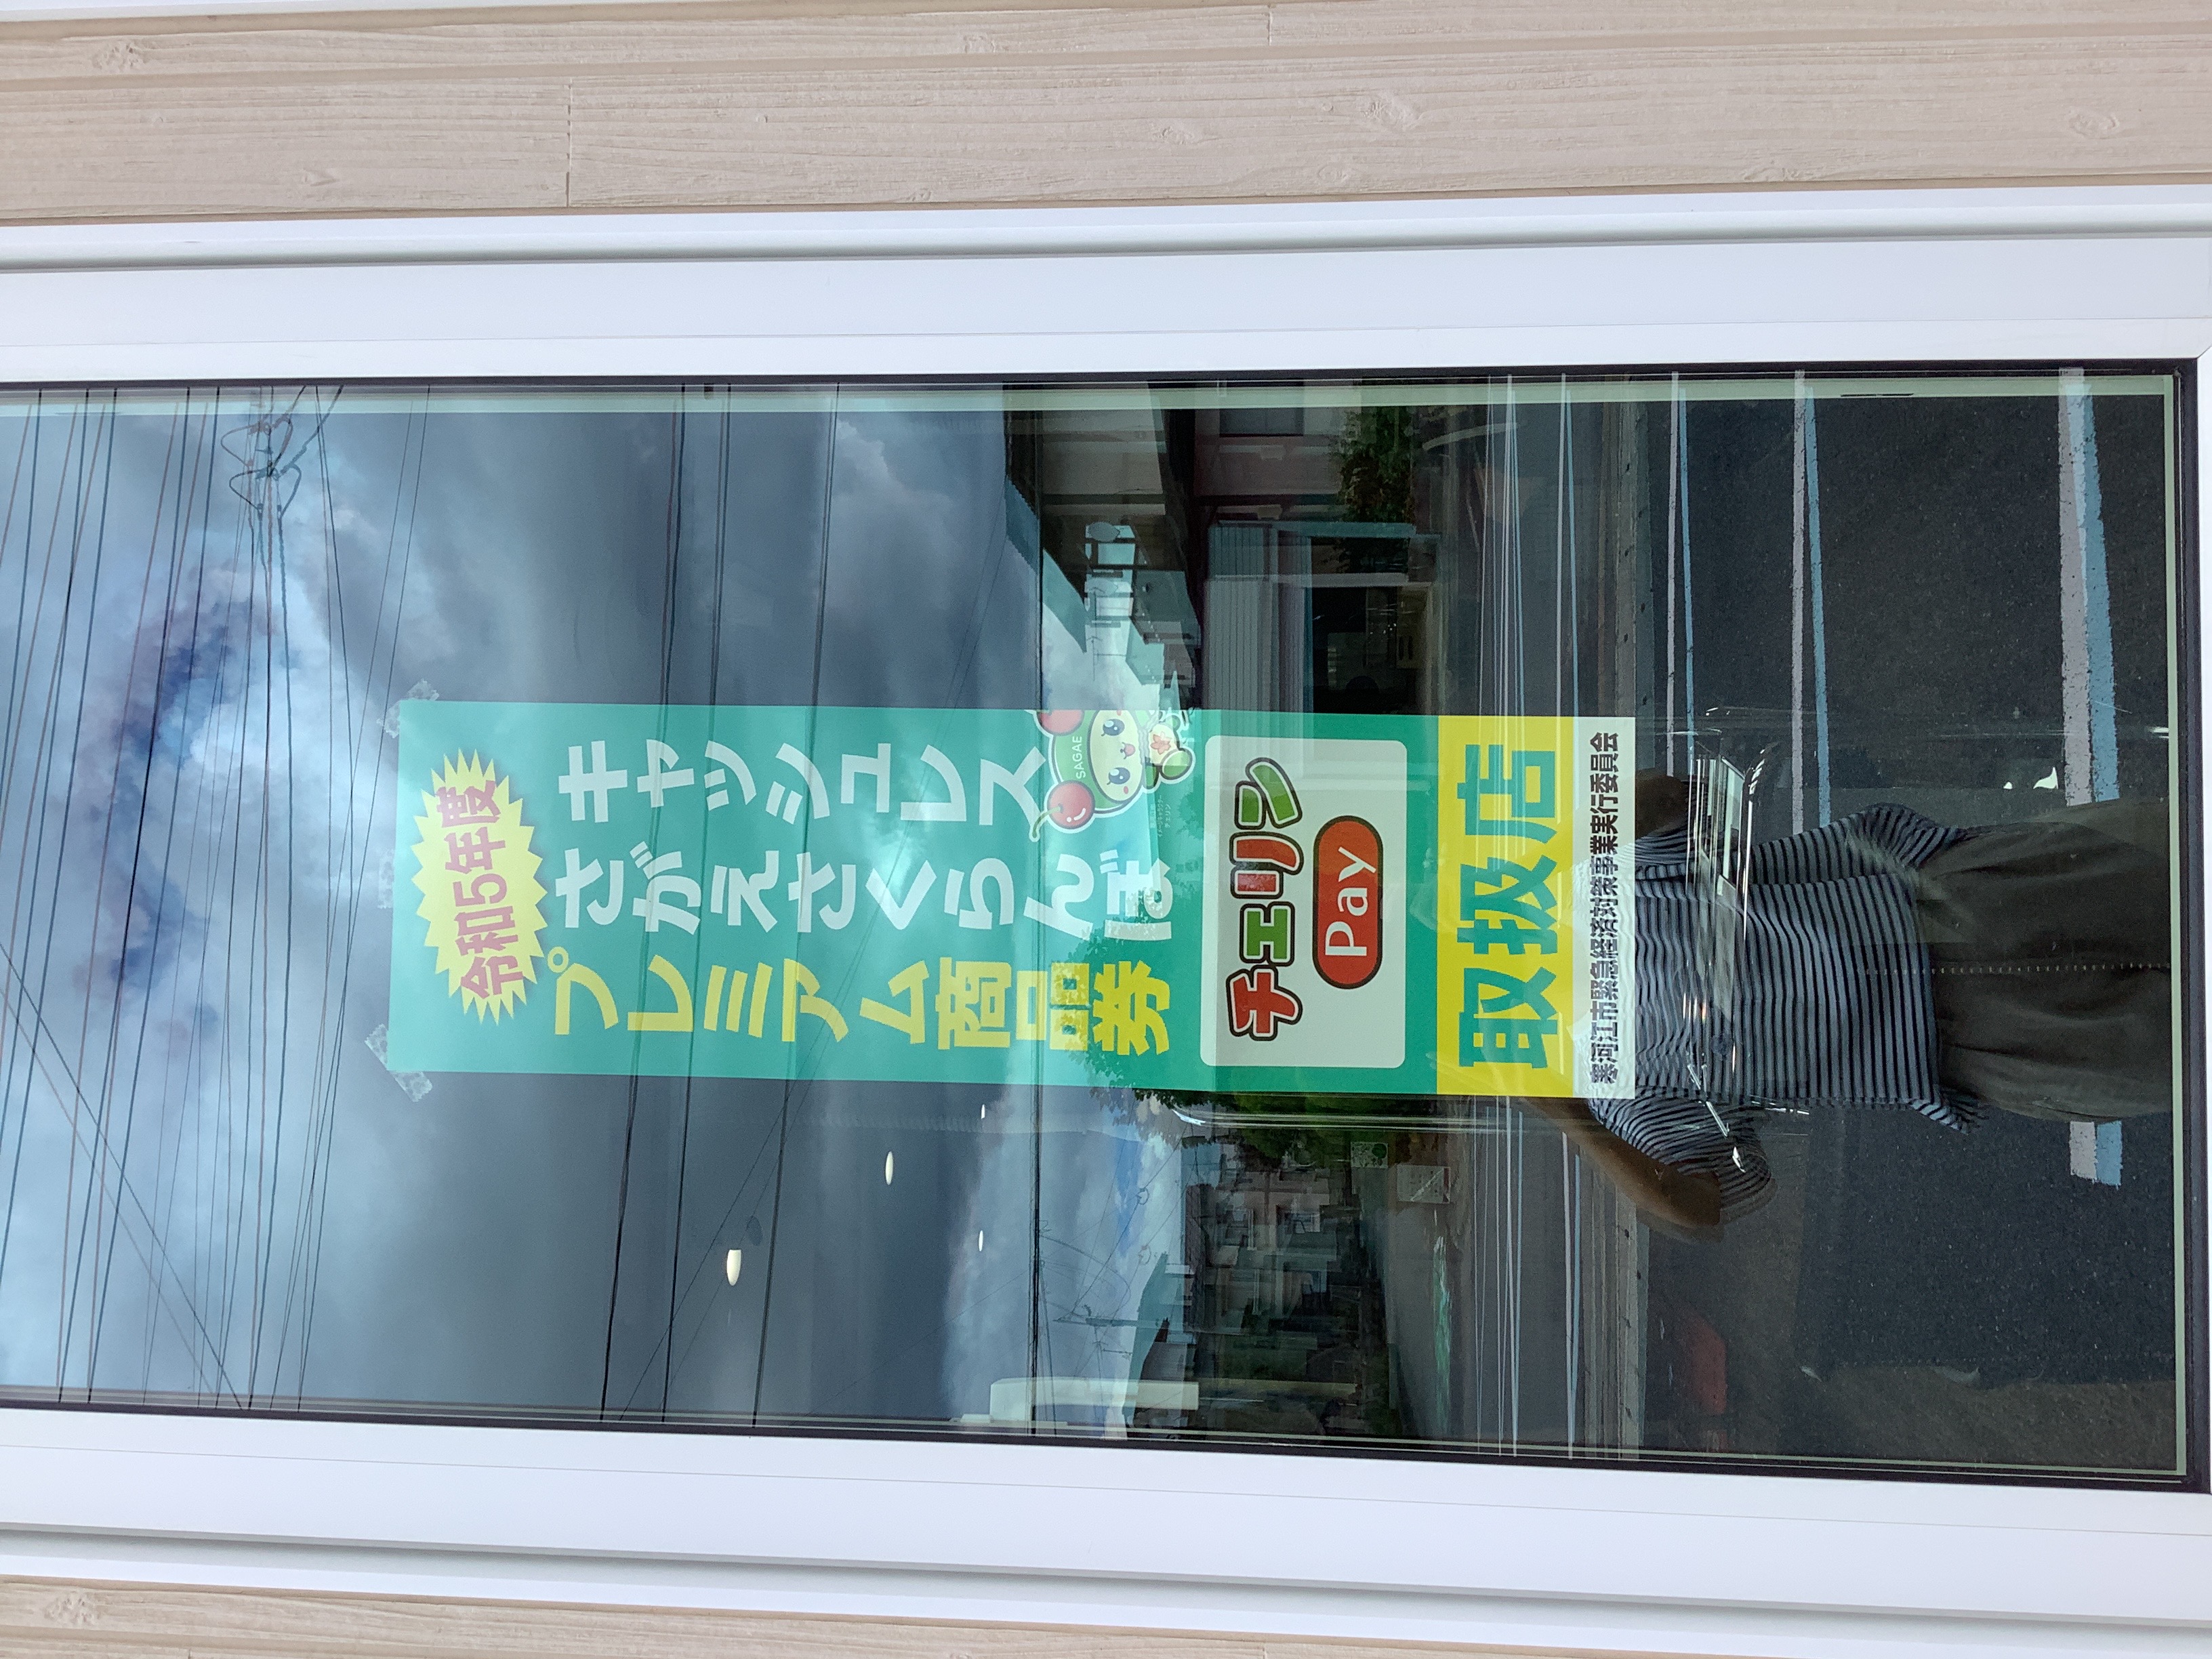 令和5年度
キャッシュレス
さがえさくらんぼ
プレミアム商品券
SAGAE
チェリン
Pay
取扱店
寒河江市緊急経済対策事業実行委員会